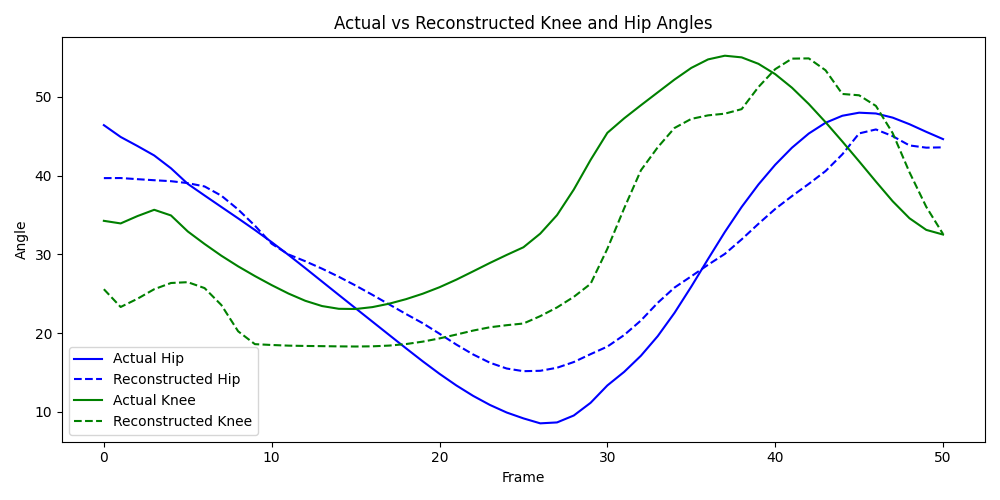 Actual vs Reconstructed Knee and Hip Angles
Angle
50
40
30
20
10
Actual Hip
Reconstructed Hip
Actual Knee
Reconstructed Knee
0
10
20
30
40
50
Frame